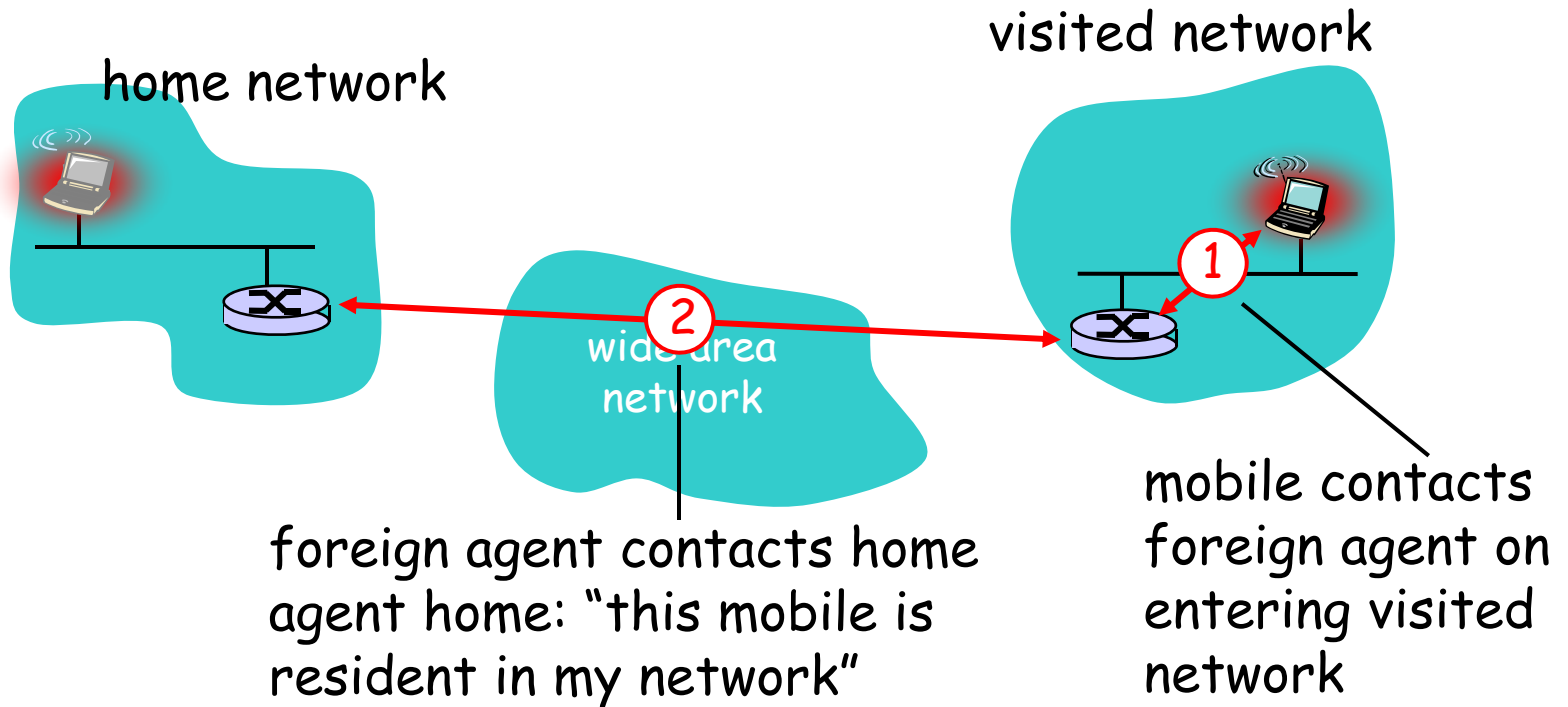 home network
visited network
1
2
wide area
network
foreign agent contacts home
agent home: “this mobile is
resident in my network”
mobile contacts
foreign agent on
entering visited
network